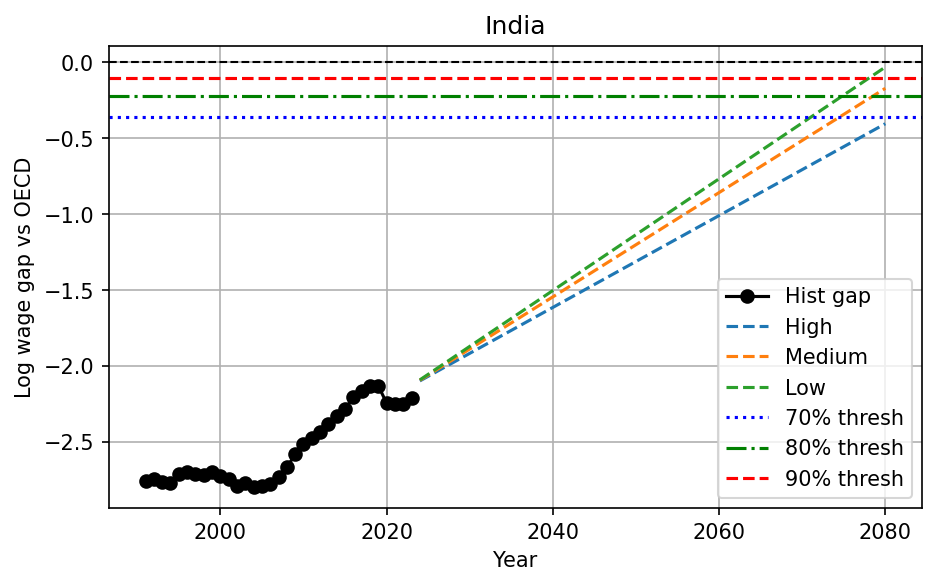 India
Log wage gap vs OECD
0.0
−0.5
−1.0
−1.5
−2.0
−2.5
Hist gap
High
Medium
Low
70% thresh
80% thresh
90% thresh
2000 2020 2040 2060 2080
Year